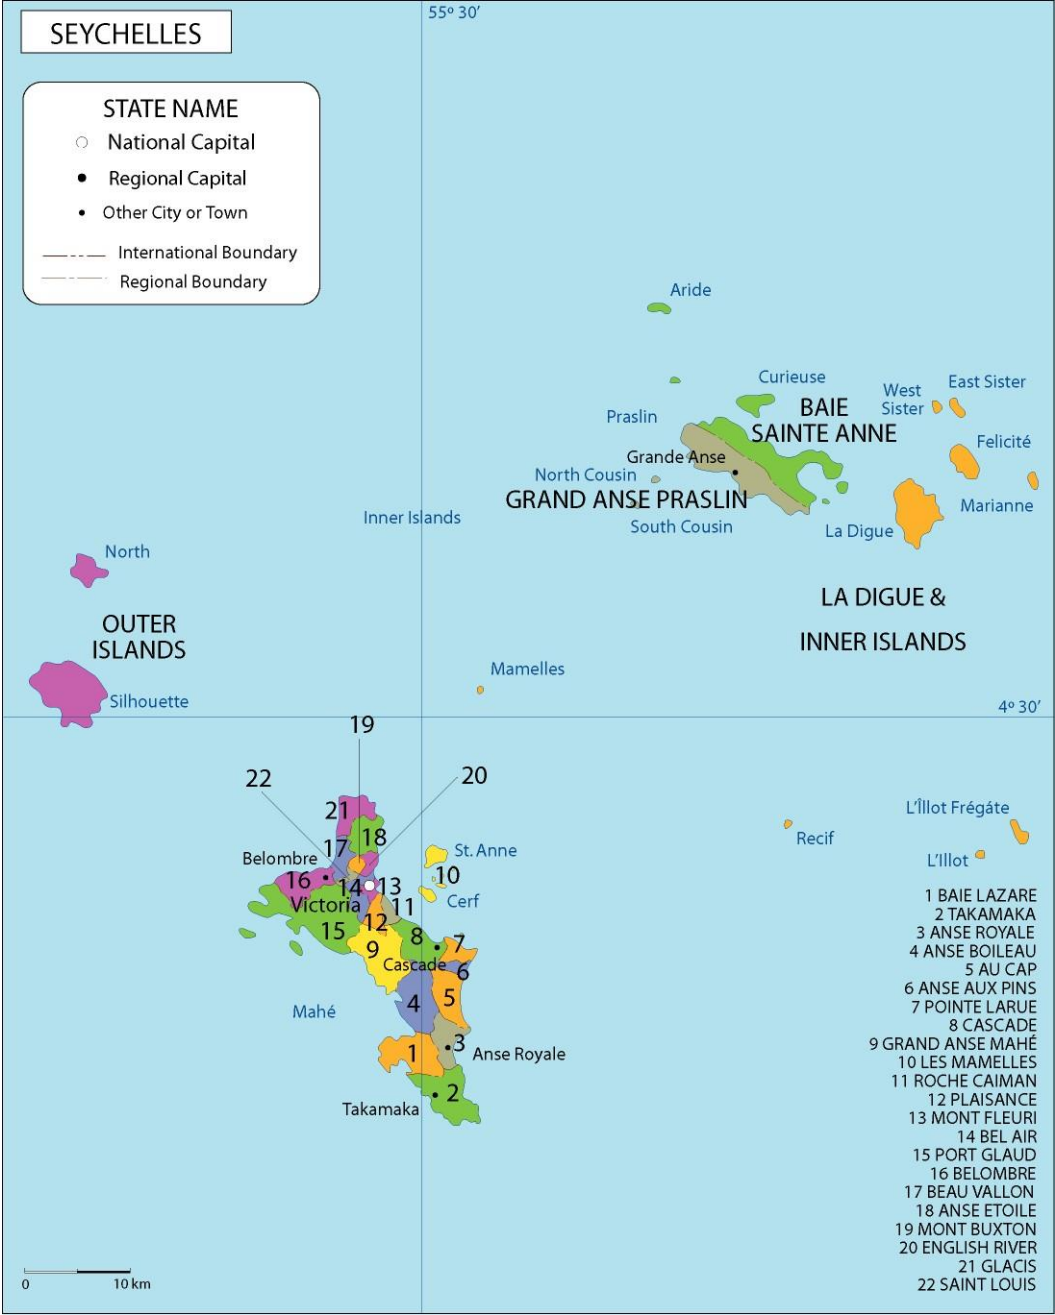 55º 30′
SEYCHELLES
STATE NAME
National Capital
Regional Capital
Other City or Town
International Boundary
Regional Boundary
Aride
Curieuse
BAIE
SAINTE ANNE
West
Sister
East Sister
Praslin
Felicité
Grande Anse
North Cousin
GRAND ANSE PRASLIN
South Cousin
Marianne
La Digue
Inner Islands
North
OUTER
ISLANDS
LA DIGUE &
INNER ISLANDS
Silhouette
Mamelles
4º 30′
19
22
20
21
18
17
Belombre
16
14
13
Victoria
St. Anne
10
Cerf
11
12
15
8
7
9
Cascade
6
5
4
Mahé
3
Anse Royale
1
2
Takamaka
Recif
L'Îllot Frégáte
L'Illot
1 BAIE LAZARE
2 TAKAMAKA
3 ANSE ROYALE
4 ANSE BOILEAU
5 AU CAP
6 ANSE AUX PINS
7 POINTE LARUE
8 CASCADE
9 GRAND ANSE MAHÉ
10 LES MAMELLES
11 ROCHE CAIMAN
12 PLAISANCE
13 MONT FLEURI
14 BEL AIR
15 PORT GLAUD
16 BELOMBRE
17 BEAU VALLON
18 ANSE ETOILE
19 MONT BUXTON
20 ENGLISH RIVER
21 GLACIS
22 SAINT LOUIS
0 10 km